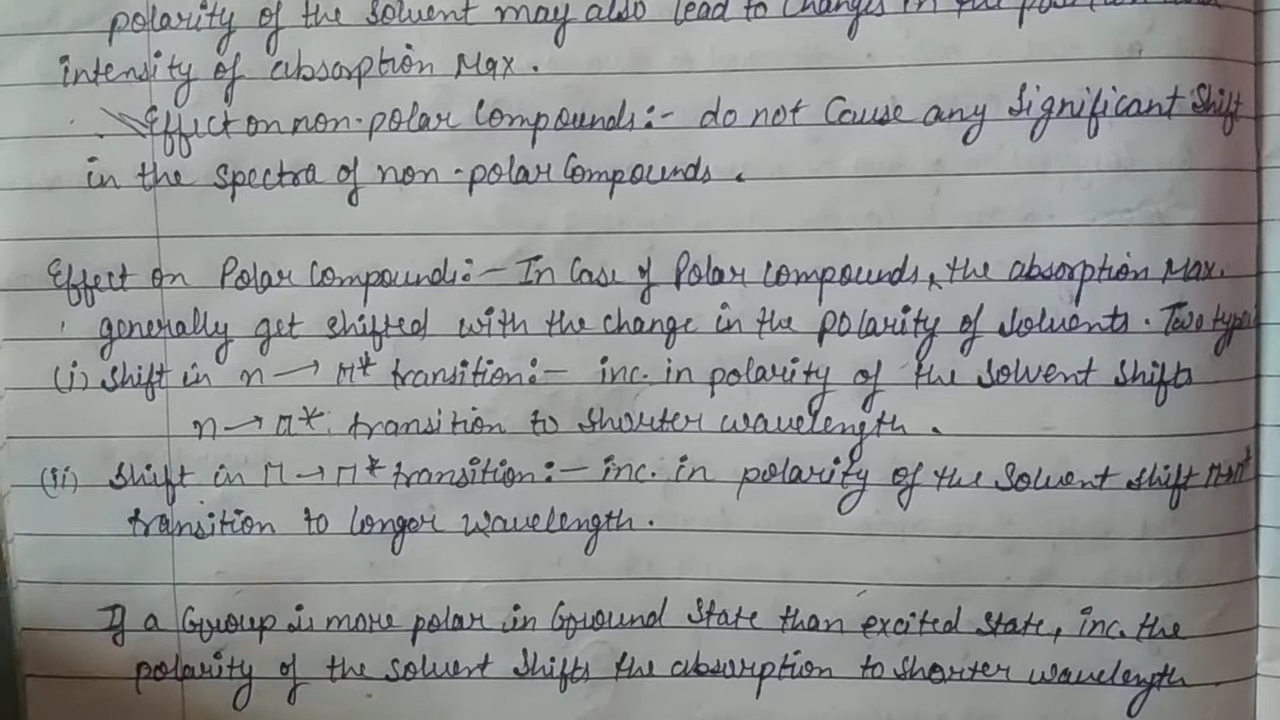 polarity of the solvent may also lead to changes in the
intensity of absorption Max.
Effect on non-polar Compounds:- do not Cause any significant Shift
in the spectra of non-polar Compounds.
Effect on Polar Compounds:- In Case of Polar compounds, the absorption Max.
generally get shifted with the change in the polarity of solvents. Two types
(i) Shift in n → π* transition:- inc. in polarity of the solvent shifts
n → π* transition to shorter wavelength.
(ii) Shift in π → π* transition:- inc. in polarity of the Solvent shift π→π*
transition to longer wavelength.
If a Group is more polar in Ground State than excited state, inc. the
polarity of the solvent shifts the absorption to shorter wavelength